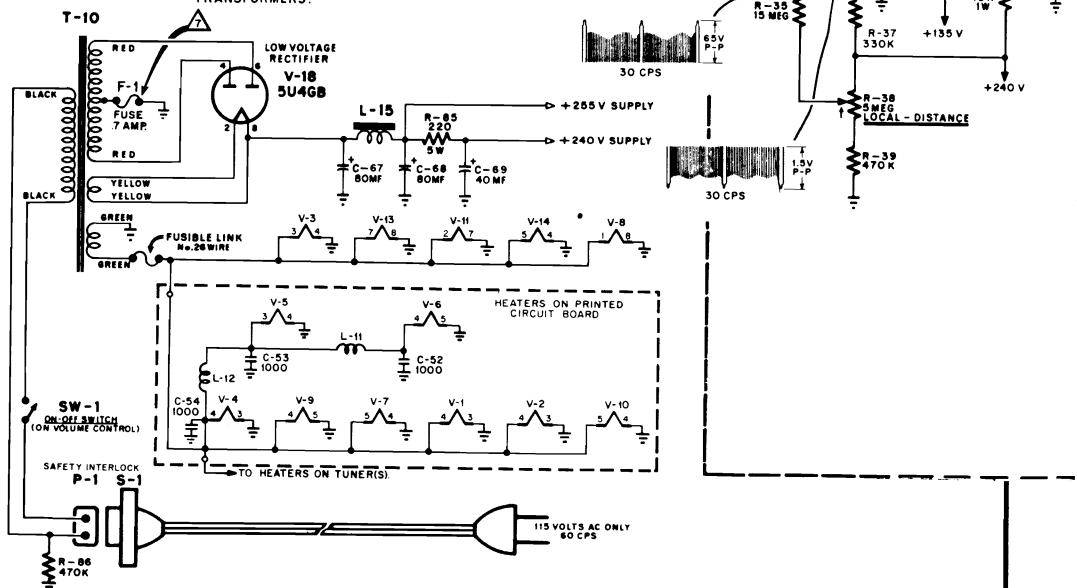 TRANSFORMERS.
T-10
7
RED
LOW VOLTAGE
RECTIFIER
V-18
5U4GB
4
6
BLACK
F-1
FUSE
.7 AMP.
2
8
RED
YELLOW
YELLOW
BLACK
GREEN
GREEN
FUSIBLE LINK
No.26 WIRE
L-15
+255 V SUPPLY
R-85
220
5W
+240 V SUPPLY
+
C-67
80MF
+
C-68
80MF
+
C-69
40 MF
V-3
3 4
V-13
7 8
V-11
2 7
V-14
5 4
V-8
1 8
HEATERS ON PRINTED
CIRCUIT BOARD
V-5
3 4
V-6
4 5
L-11
C-53
1000
C-52
1000
L-12
C-54
1000
V-4
4 3
V-9
4 5
V-7
5 4
V-1
4 3
V-2
4 3
V-10
5 4
TO HEATERS ON TUNER(S).
SW-1
ON-OFF SWITCH
(ON VOLUME CONTROL)
SAFETY INTERLOCK
P-1 S-1
R-86
470K
115 VOLTS AC ONLY
60 CPS
65V
P-P
30 CPS
1.5V
P-P
30 CPS
R-35
15 MEG
R-37
330K
+135 V
1W
+240 V
R-38
5MEG
LOCAL-DISTANCE
R-39
470K